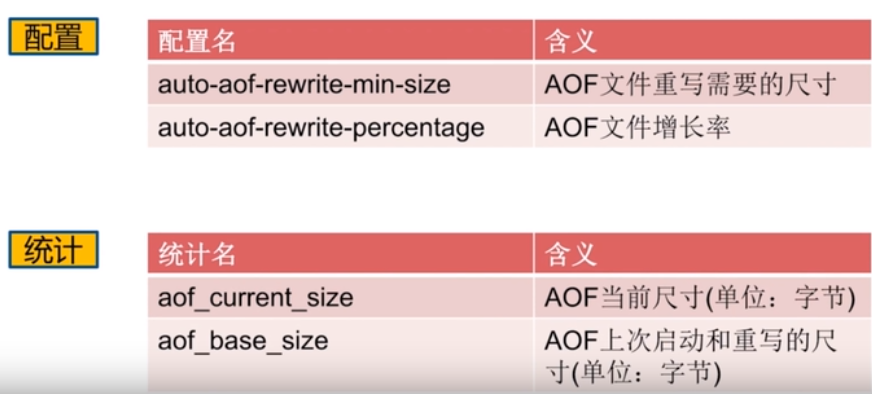 配置
配置名 含义
auto-aof-rewrite-min-size AOF文件重写需要的尺寸
auto-aof-rewrite-percentage AOF文件增长率
统计
统计名 含义
aof_current_size AOF当前尺寸(单位：字节)
aof_base_size AOF上次启动和重写的尺
寸(单位：字节)